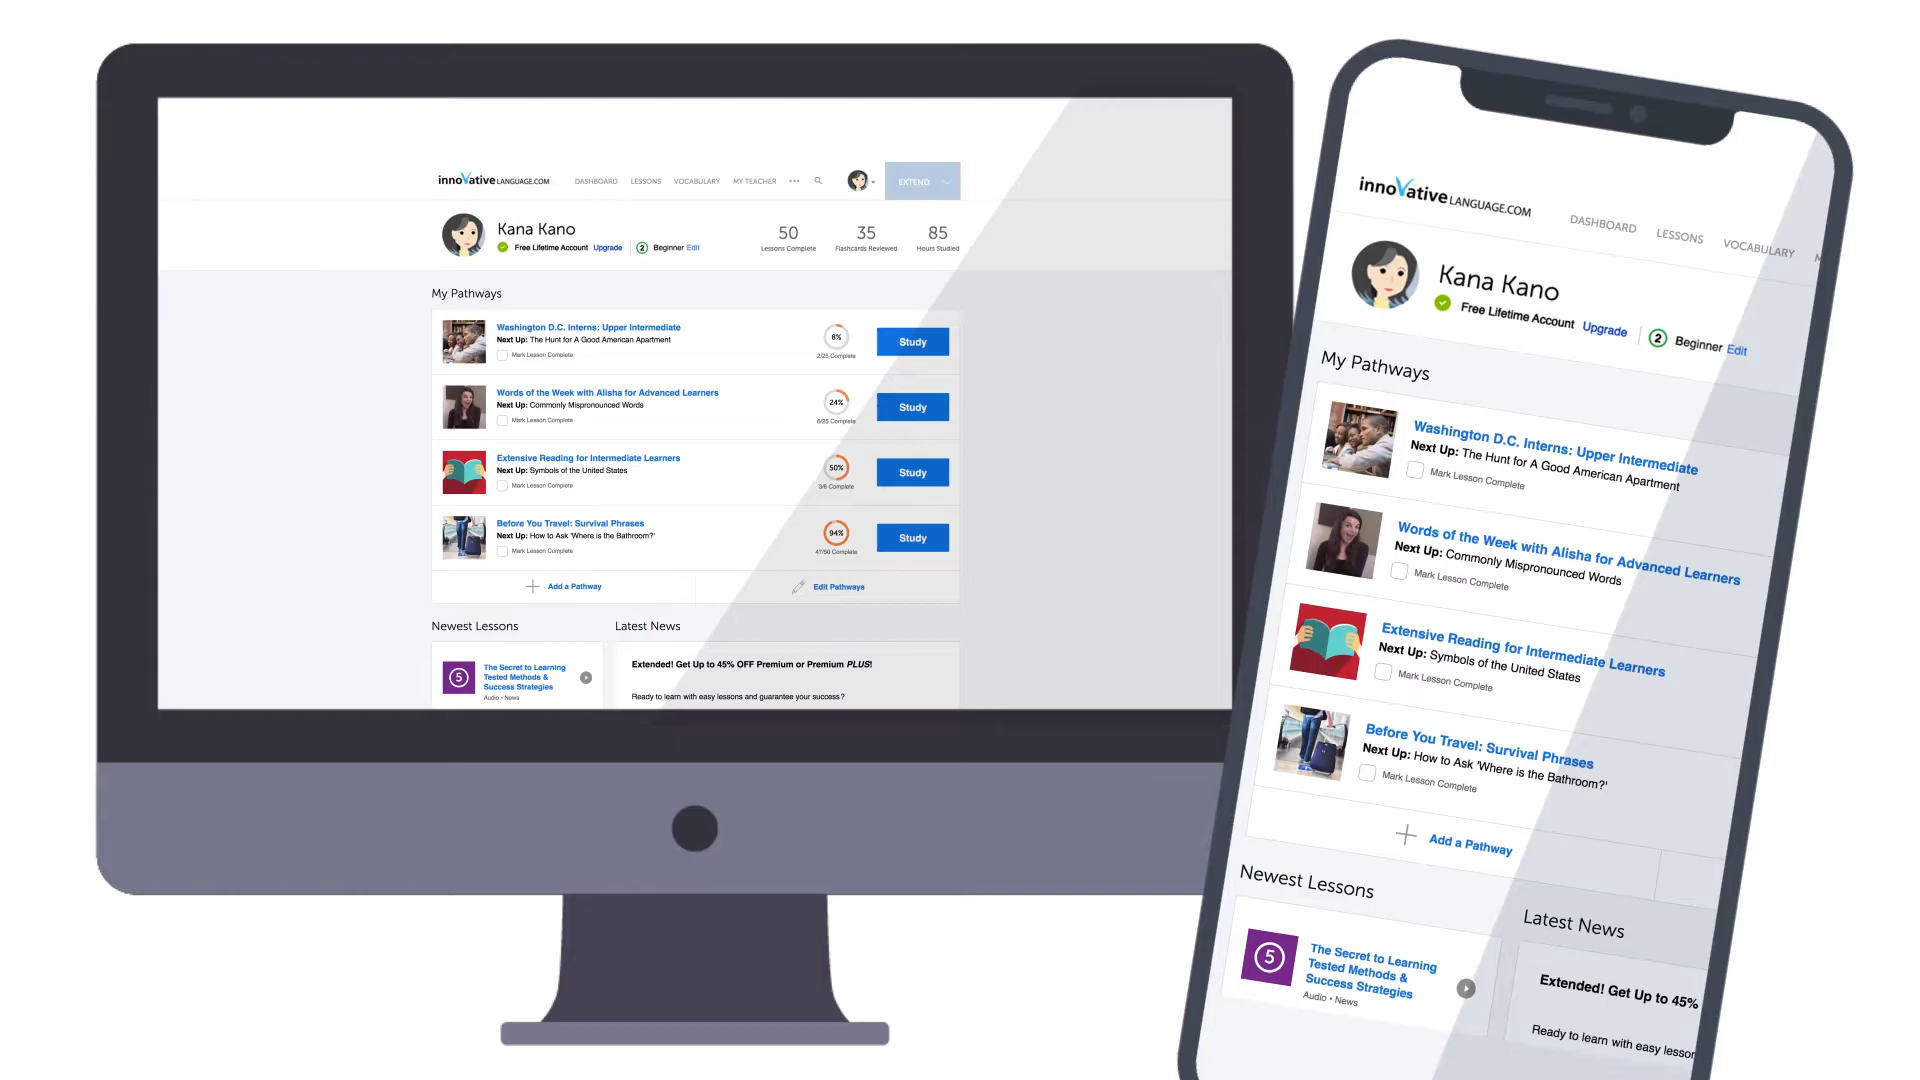 innoVative LANGUAGE.COM DASHBOARD LESSONS VOCABULARY MY TEACHER ••• EXTEND
Kana Kano
Free Lifetime Account Upgrade 2 Beginner Edit
50 35 85
Lessons Complete Flashcards Reviewed Hours Studied
My Pathways
Washington D.C. Interns: Upper Intermediate
Next Up: The Hunt for A Good American Apartment
Mark Lesson Complete
8%
2/25 Complete
Study
Words of the Week with Alisha for Advanced Learners
Next Up: Commonly Mispronounced Words
Mark Lesson Complete
24%
6/25 Complete
Study
Extensive Reading for Intermediate Learners
Next Up: Symbols of the United States
Mark Lesson Complete
50%
3/6 Complete
Study
Before You Travel: Survival Phrases
Next Up: How to Ask 'Where is the Bathroom?'
Mark Lesson Complete
94%
47/50 Complete
Study
Add a Pathway Edit Pathways
Newest Lessons
5
The Secret to Learning
Tested Methods &
Success Strategies
Audio • News
Latest News
Extended! Get Up to 45% OFF Premium or Premium PLUS!
Ready to learn with easy lessons and guarantee your success?
innoVative LANGUAGE.COM DASHBOARD LESSONS VOCABULARY M
Kana Kano
Free Lifetime Account Upgrade 2 Beginner Edit
My Pathways
Washington D.C. Interns: Upper Intermediate
Next Up: The Hunt for A Good American Apartment
Mark Lesson Complete
Words of the Week with Alisha for Advanced Learners
Next Up: Commonly Mispronounced Words
Mark Lesson Complete
Extensive Reading for Intermediate Learners
Next Up: Symbols of the United States
Mark Lesson Complete
Before You Travel: Survival Phrases
Next Up: How to Ask 'Where is the Bathroom?'
Mark Lesson Complete
Add a Pathway
Newest Lessons
5
The Secret to Learning
Tested Methods &
Success Strategies
Audio • News
Latest News
Extended! Get Up to 45%
Ready to learn with easy lesson